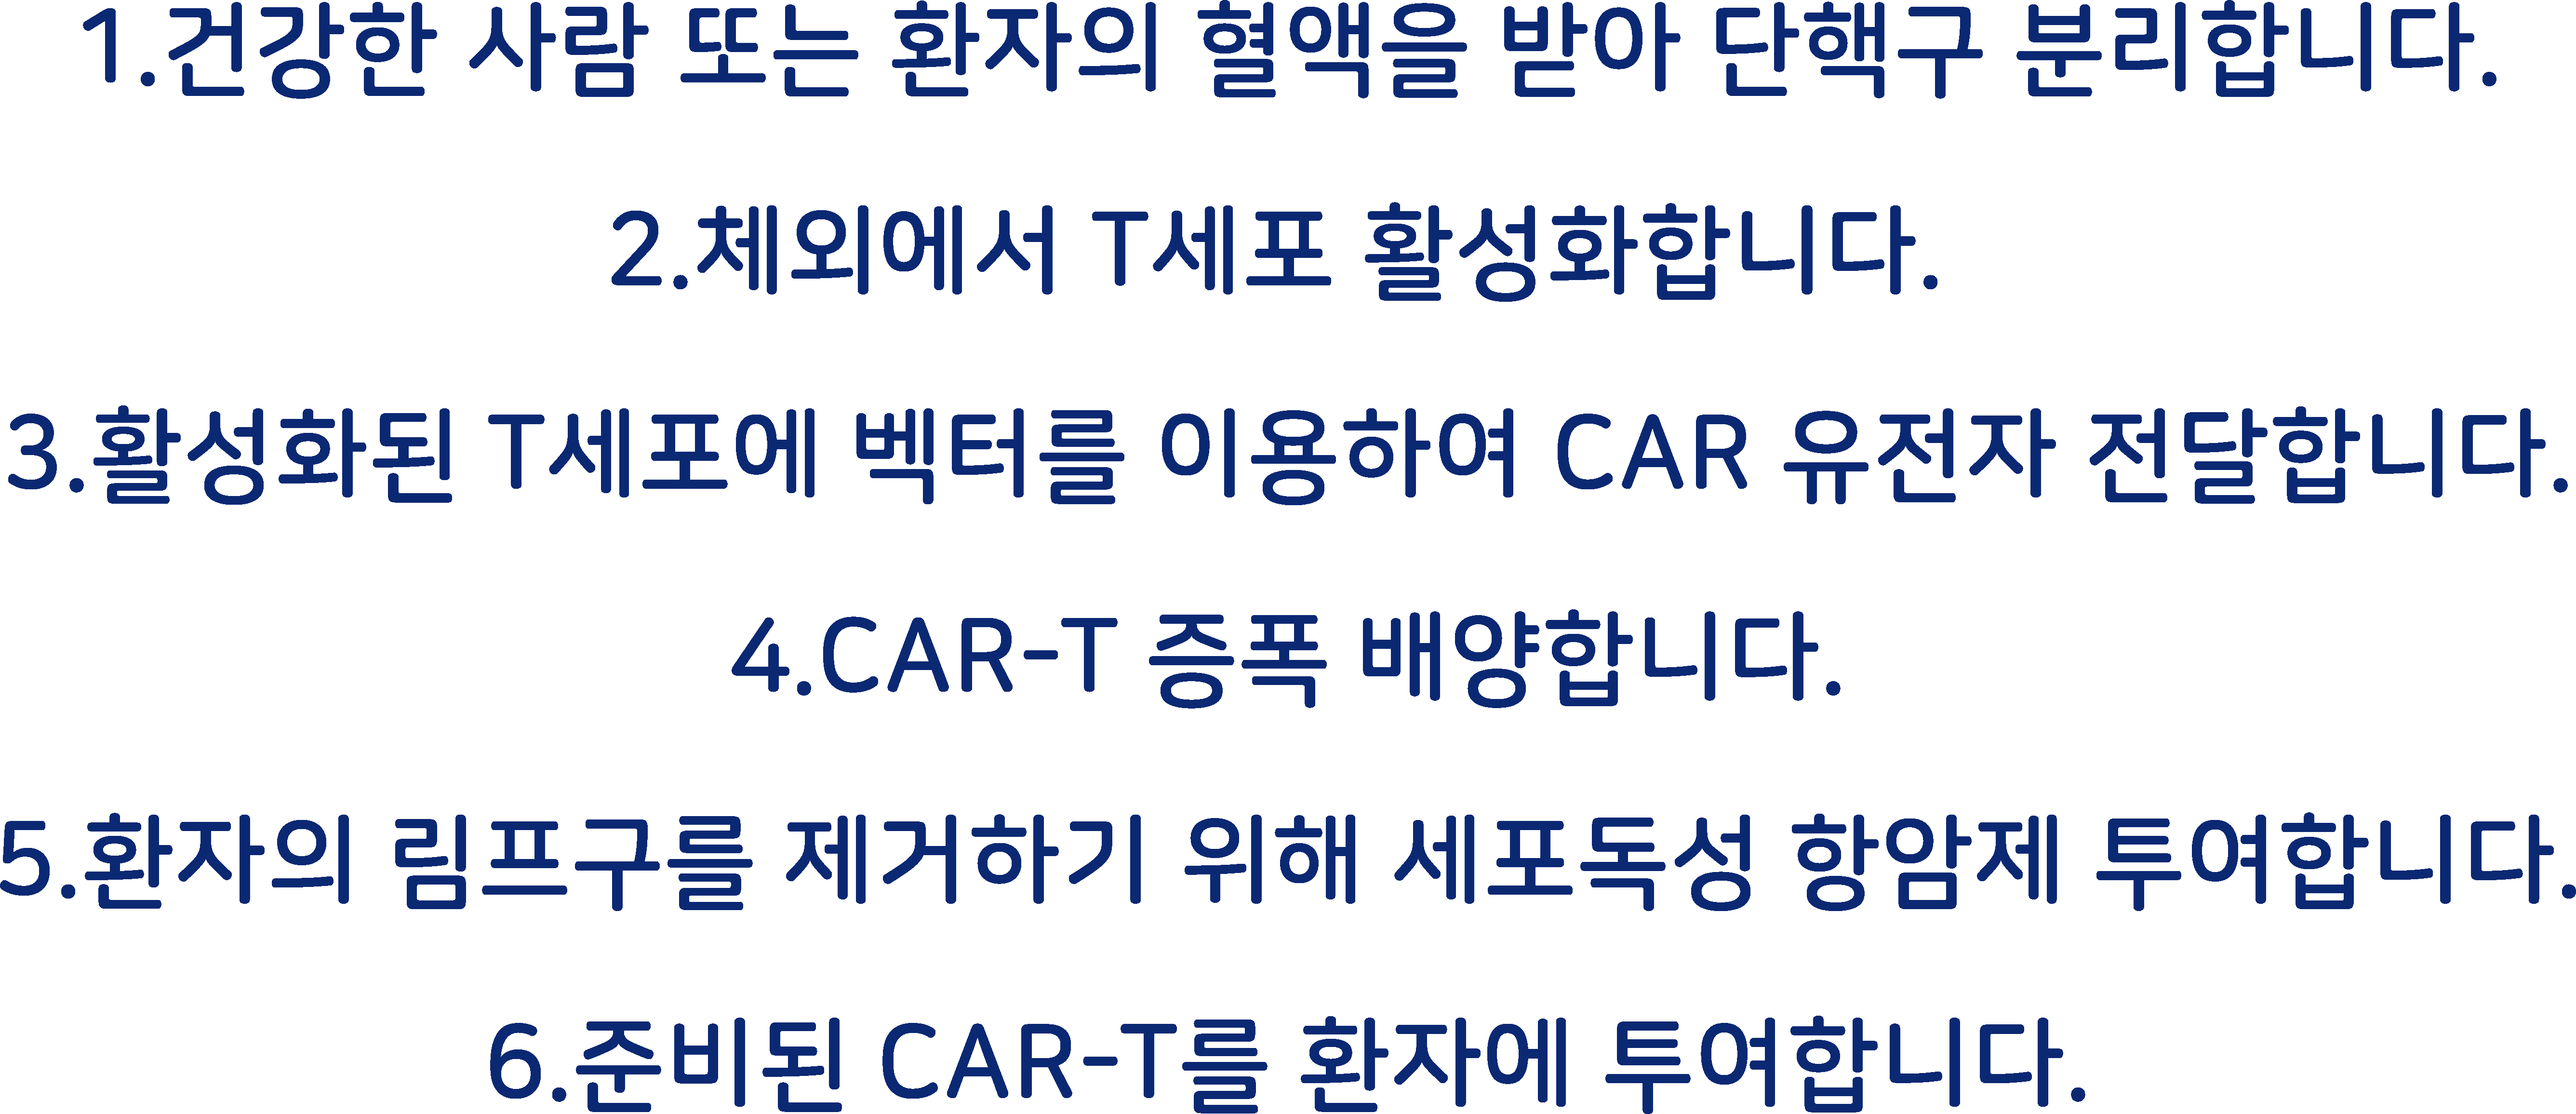 1.건강한 사람 또는 환자의 혈액을 받아 단핵구 분리합니다.
2.체외에서 T세포 활성화합니다.
3.활성화된 T세포에 벡터를 이용하여 CAR 유전자 전달합니다.
4.CAR-T 증폭 배양합니다.
5.환자의 림프구를 제거하기 위해 세포독성 항암제 투여합니다.
6.준비된 CAR-T를 환자에 투여합니다.